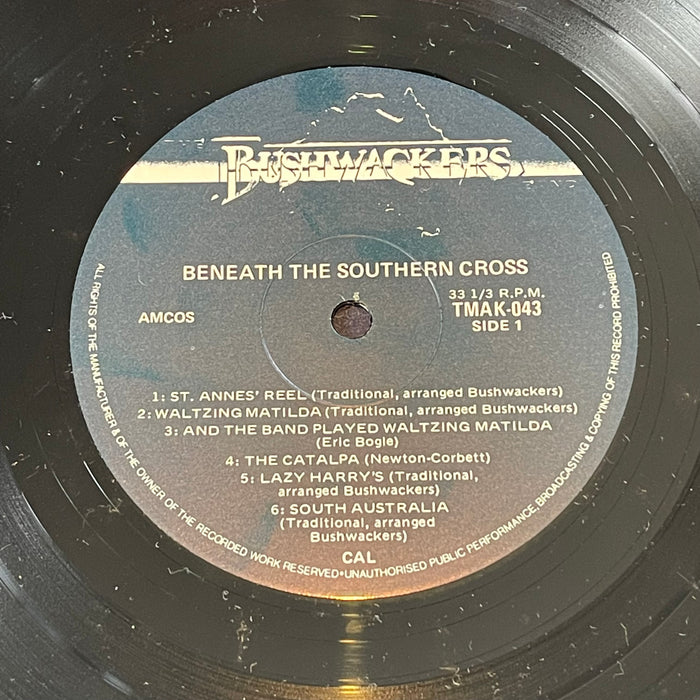 BUSHWACKERS
BENEATH THE SOUTHERN CROSS
AMCOS
33 1/3 R.P.M.
TMAK-043
SIDE 1
1: ST. ANNES' REEL (Traditional, arranged Bushwackers)
2: WALTZING MATILDA (Traditional, arranged Bushwackers)
3: AND THE BAND PLAYED WALTZING MATILDA
(Eric Bogle)
4: THE CATALPA (Newton-Corbett)
5: LAZY HARRY'S (Traditional,
arranged Bushwackers)
6: SOUTH AUSTRALIA
(Traditional, arranged
Bushwackers)
CAL
ALL RIGHTS OF THE MANUFACTURER & OF THE OWNER OF THE RECORDED WORK RESERVED•UNAUTHORISED PUBLIC PERFORMANCE, BROADCASTING & COPYING OF THIS RECORD PROHIBITED